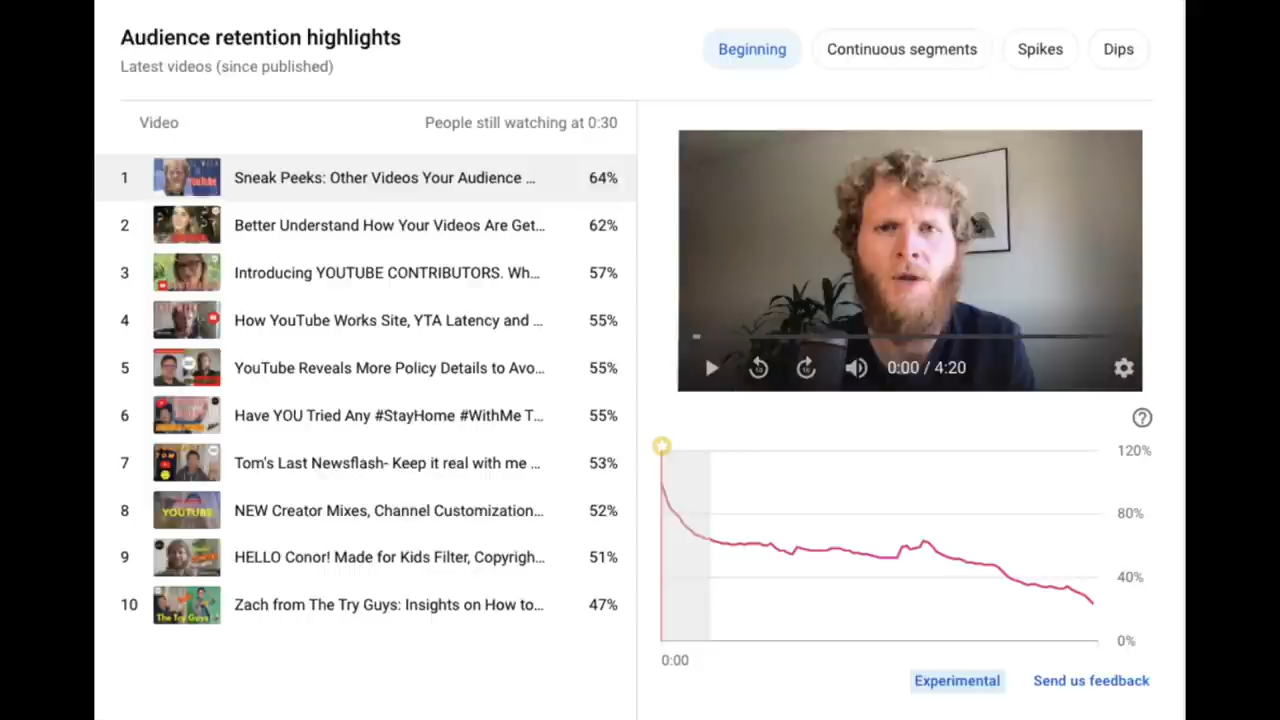 Audience retention highlights
Latest videos (since published)
Beginning
Continuous segments
Spikes
Dips
Video
People still watching at 0:30
1 Sneak Peeks: Other Videos Your Audience ... 64%
2 Better Understand How Your Videos Are Get... 62%
3 Introducing YOUTUBE CONTRIBUTORS. Wh... 57%
4 How YouTube Works Site, YTA Latency and ... 55%
5 YouTube Reveals More Policy Details to Avo... 55%
6 Have YOU Tried Any #StayHome #WithMe T... 55%
7 Tom's Last Newsflash- Keep it real with me ... 53%
8 YOUTUBE NEW Creator Mixes, Channel Customization... 52%
9 HELLO Conor! Made for Kids Filter, Copyrigh... 51%
10 The Try Guys Zach from The Try Guys: Insights on How to... 47%
10
10
0:00 / 4:20
120%
80%
40%
0%
0:00
Experimental
Send us feedback